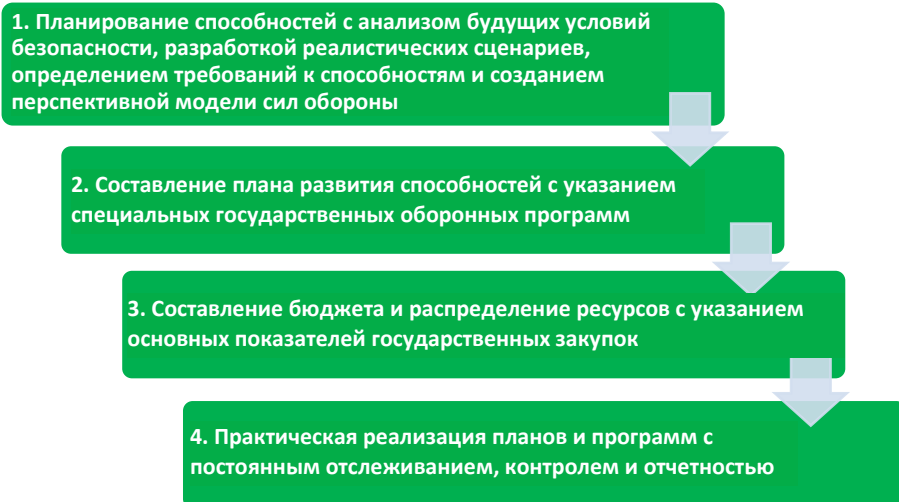 1. Планирование способностей с анализом будущих условий
безопасности, разработкой реалистических сценариев,
определением требований к способностям и созданием
перспективной модели сил обороны
2. Составление плана развития способностей с указанием
специальных государственных оборонных программ
3. Составление бюджета и распределение ресурсов с указанием
основных показателей государственных закупок
4. Практическая реализация планов и программ с
постоянным отслеживанием, контролем и отчетностью